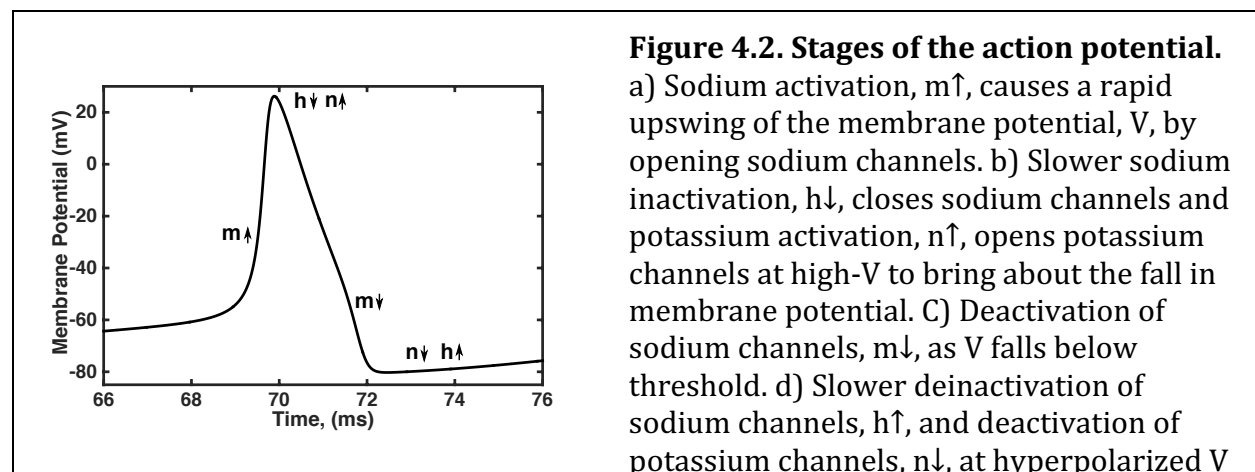 20
0
-20
-40
-60
-80
Membrane Potential (mV)
h↓ n↑
m↑
m↓
n↓ h↑
66 68 70 72 74 76
Time, (ms)
Figure 4.2. Stages of the action potential.
a) Sodium activation, m↑, causes a rapid
upswing of the membrane potential, V, by
opening sodium channels. b) Slower sodium
inactivation, h↓, closes sodium channels and
potassium activation, n↑, opens potassium
channels at high-V to bring about the fall in
membrane potential. C) Deactivation of
sodium channels, m↓, as V falls below
threshold. d) Slower deinactivation of
sodium channels, h↑, and deactivation of
potassium channels, n↓, at hyperpolarized V